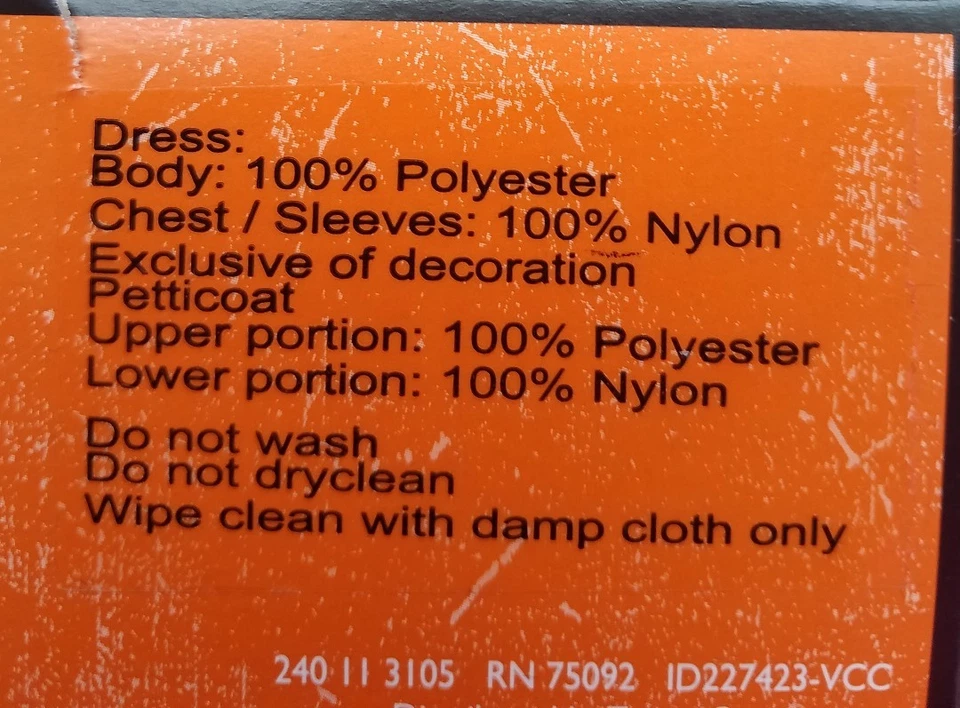 Dress:
Body: 100% Polyester
Chest / Sleeves: 100% Nylon
Exclusive of decoration
Petticoat
Upper portion: 100% Polyester
Lower portion: 100% Nylon
Do not wash
Do not dryclean
Wipe clean with damp cloth only
240 11 3105 RN 75092 ID227423-VCC